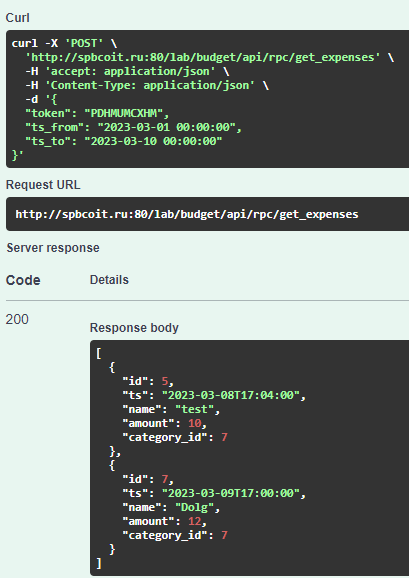 Curl
curl -X 'POST' \
  'http://spbcoit.ru:80/lab/budget/api/rpc/get_expenses' \
  -H 'accept: application/json' \
  -H 'Content-Type: application/json' \
  -d '{
  "token": "PDHMUMCXHM",
  "ts_from": "2023-03-01 00:00:00",
  "ts_to": "2023-03-10 00:00:00"
}'
Request URL
http://spbcoit.ru:80/lab/budget/api/rpc/get_expenses
Server response
Code Details
200
Response body
[
  {
    "id": 5,
    "ts": "2023-03-08T17:04:00",
    "name": "test",
    "amount": 10,
    "category_id": 7
  },
  {
    "id": 7,
    "ts": "2023-03-09T17:00:00",
    "name": "Dolg",
    "amount": 12,
    "category_id": 7
  }
]